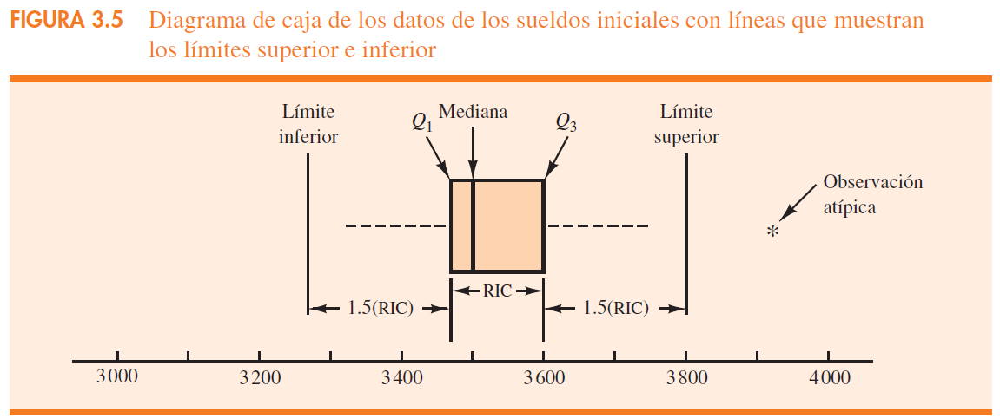 FIGURA 3.5 Diagrama de caja de los datos de los sueldos iniciales con líneas que muestran
los límites superior e inferior
Límite
inferior
Q1
Mediana
Q3
Límite
superior
Observación
atípica
*
RIC
1.5(RIC)
1.5(RIC)
3000 3200 3400 3600 3800 4000